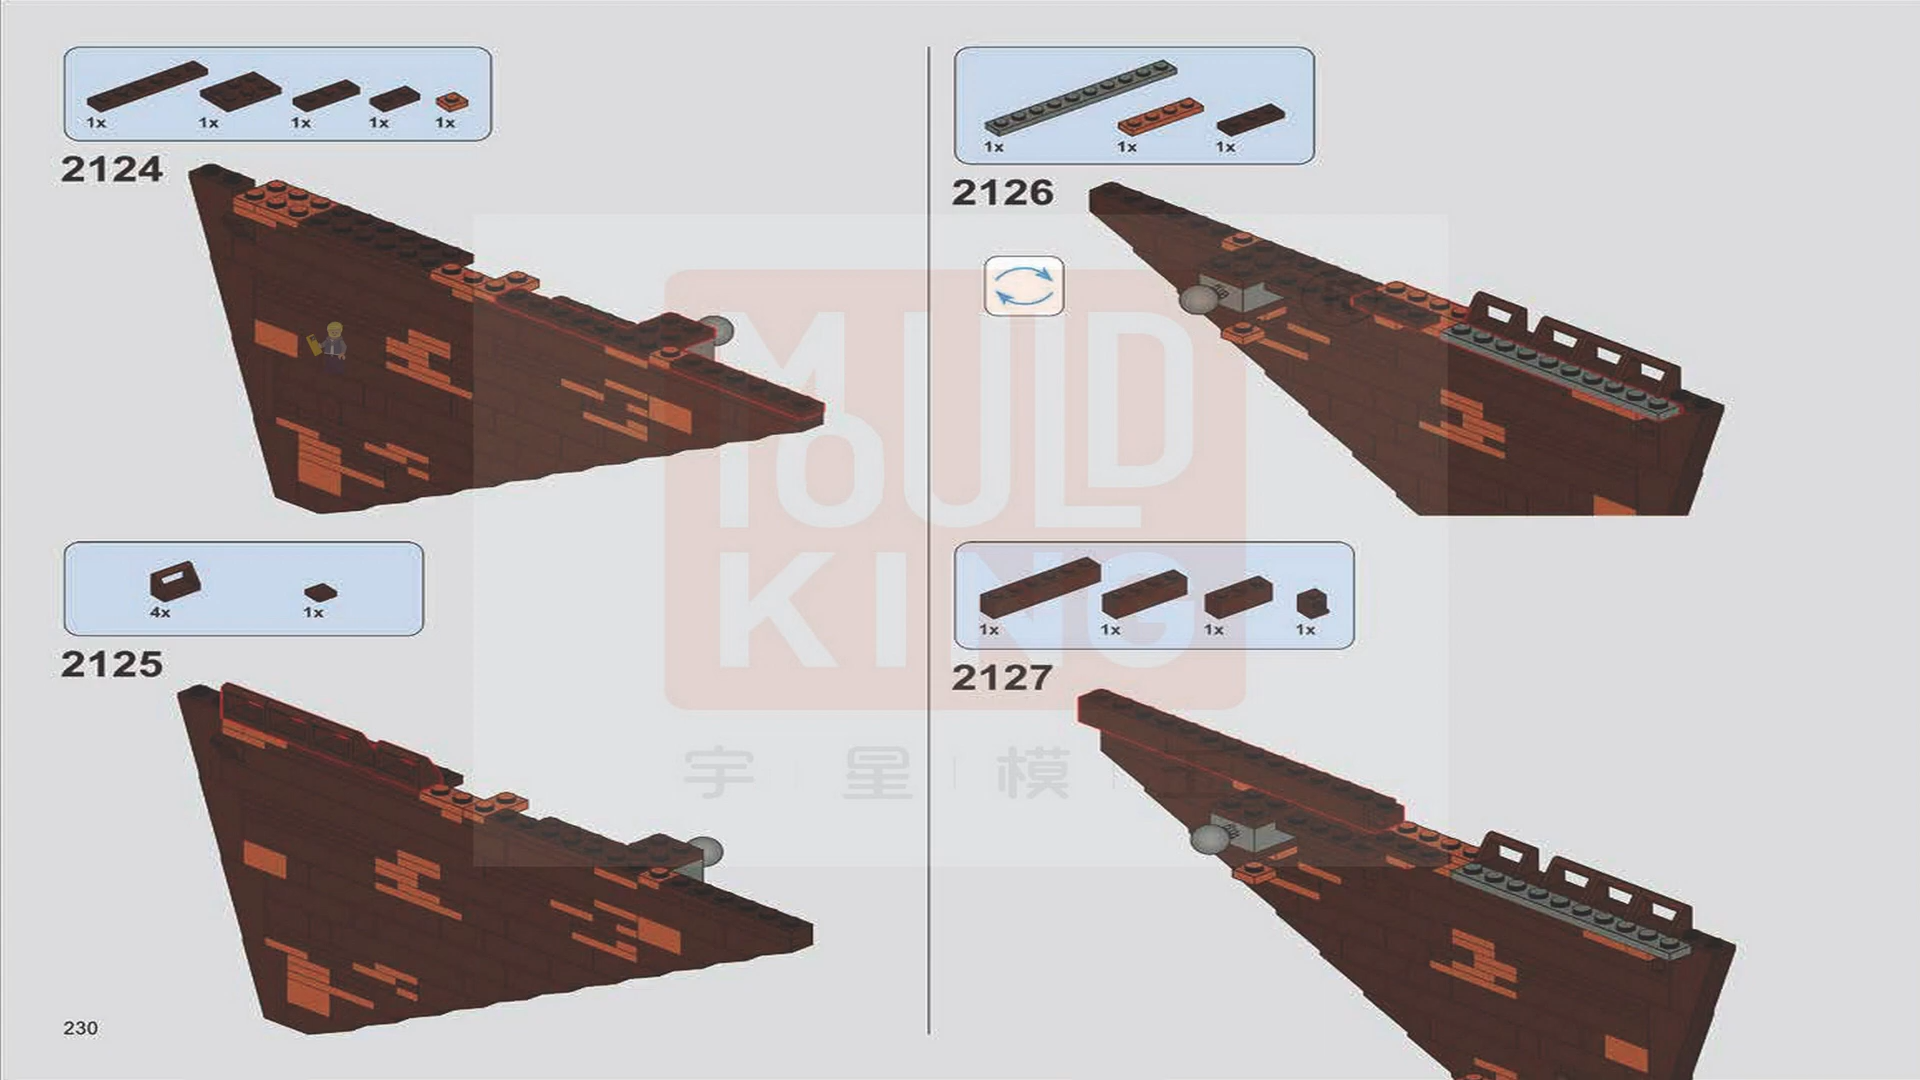 1x 1x 1x 1x 1x
2124
4x 1x
2125
1x 1x 1x
2126
1x 1x 1x 1x
2127
MOULD
KING
宇 星 模
230